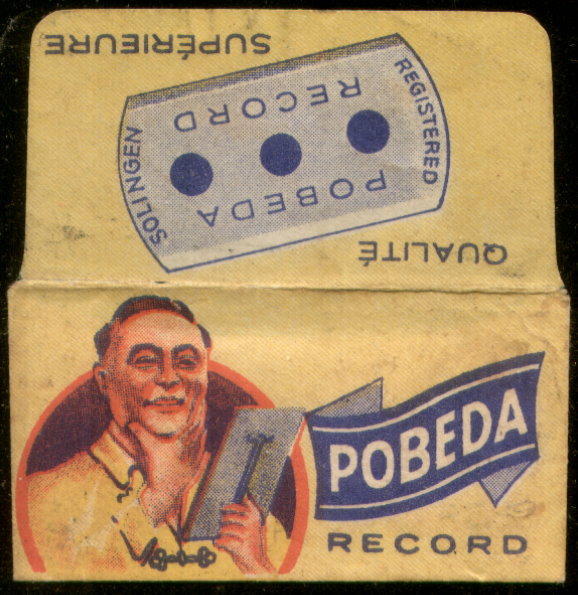 QUALITÉ
POBEDA
RECORD
SOLINGEN
REGISTERED
SUPÉRIEURE
POBEDA
RECORD